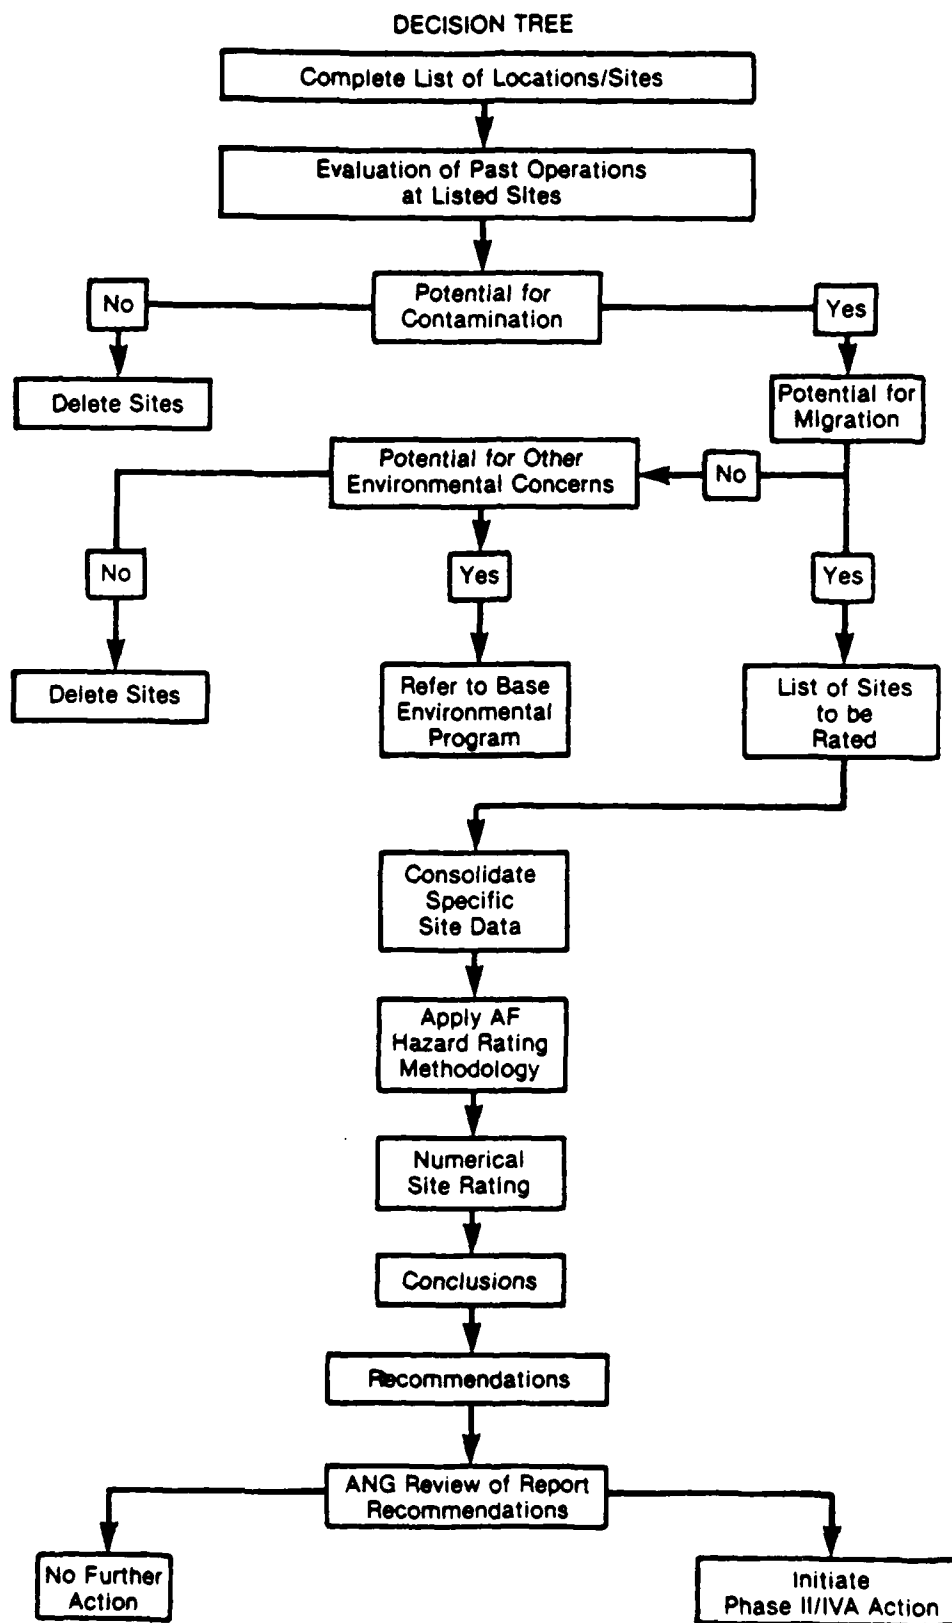 DECISION TREE
Complete List of Locations/Sites
Evaluation of Past Operations
at Listed Sites
No
Potential for
Contamination
Yes
Delete Sites
Potential for
Migration
Potential for Other
Environmental Concerns
No
No
Yes
Yes
Delete Sites
Refer to Base
Environmental
Program
List of Sites
to be
Rated
Consolidate
Specific
Site Data
Apply AF
Hazard Rating
Methodology
Numerical
Site Rating
Conclusions
Recommendations
ANG Review of Report
Recommendations
No Further
Action
Initiate
Phase II/IVA Action